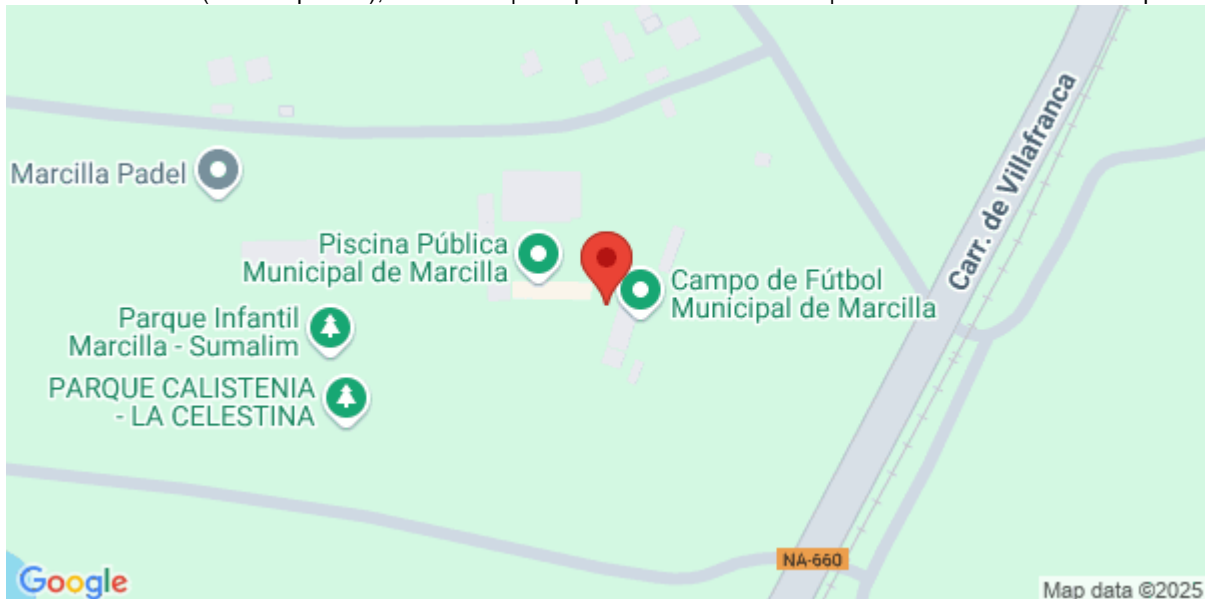 Carr. de Villafranca
Marcilla Padel
Piscina Pública
Municipal de Marcilla
Campo de Fútbol
Municipal de Marcilla
Parque Infantil
Marcilla - Sumalim
PARQUE CALISTENIA
- LA CELESTINA
NA-660
Google
Map data ©2025